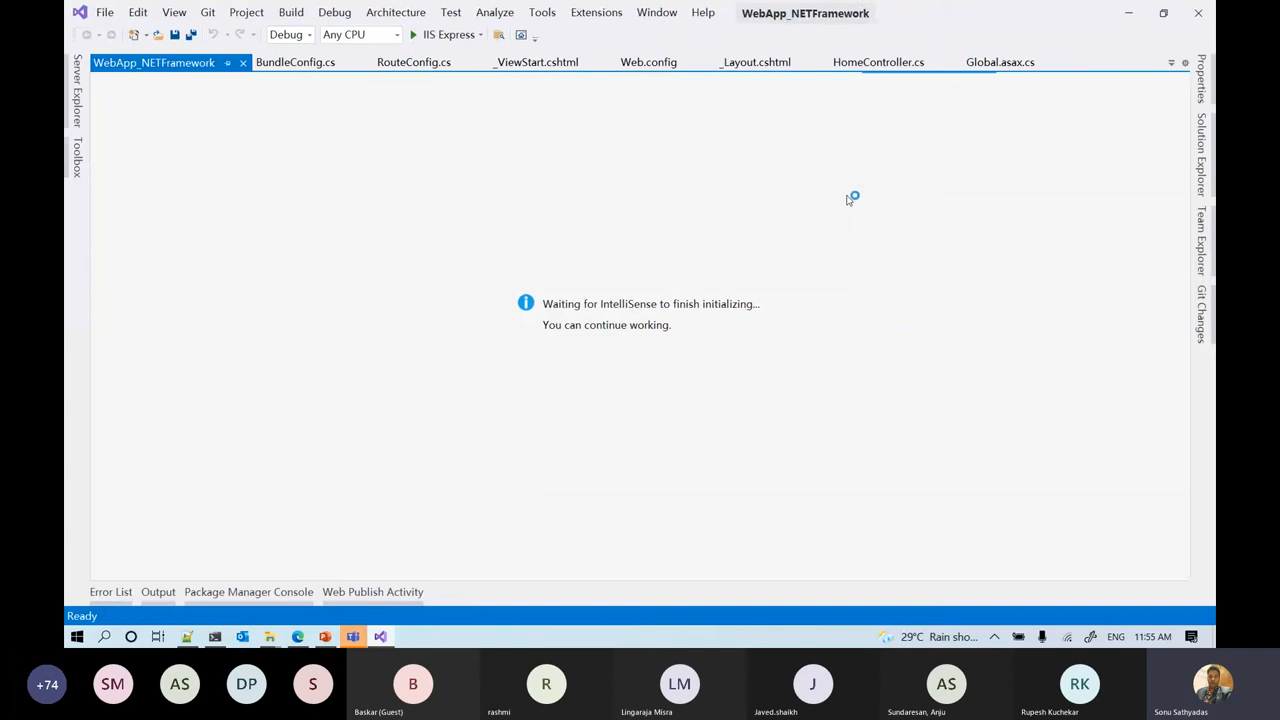 File Edit View Git Project Build Debug Architecture Test Analyze Tools Extensions Window Help WebApp_NETFramework
Debug Any CPU IIS Express
WebApp_NETFramework BundleConfig.cs RouteConfig.cs _ViewStart.cshtml Web.config _Layout.cshtml HomeController.cs Global.asax.cs
Server Explorer
Toolbox
Properties
Solution Explorer
Team Explorer
Git Changes
Waiting for IntelliSense to finish initializing...
You can continue working.
Error List Output Package Manager Console Web Publish Activity
Ready
29°C Rain sho... ENG 11:55 AM
+74 SM AS DP S B R LM J AS RK
Baskar (Guest) rashmi Lingaraja Misra Javed.shaikh Sundaresan, Anju Rupesh Kuchekar Sonu Sathyadas